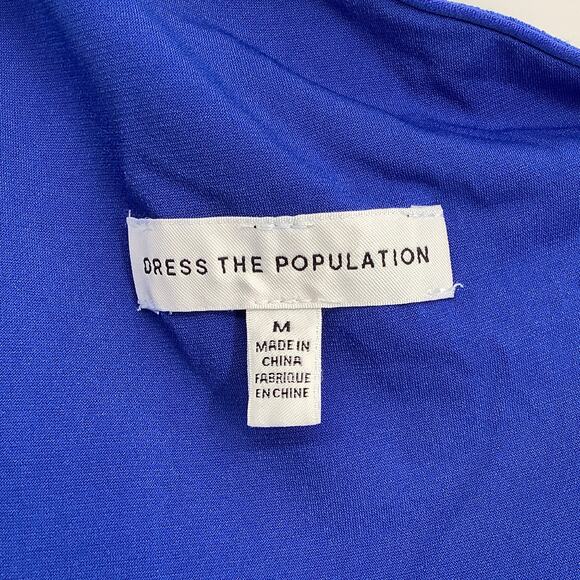 DRESS THE POPULATION
M
MADE IN
CHINA
FABRIQUE
EN CHINE